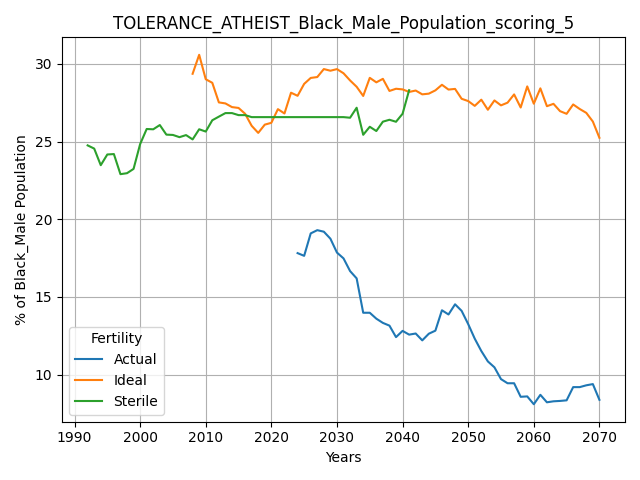 TOLERANCE_ATHEIST_Black_Male_Population_scoring_5
% of Black_Male Population
30
25
20
15
10
Fertility
Actual
Ideal
Sterile
1990 2000 2010 2020 2030 2040 2050 2060 2070
Years